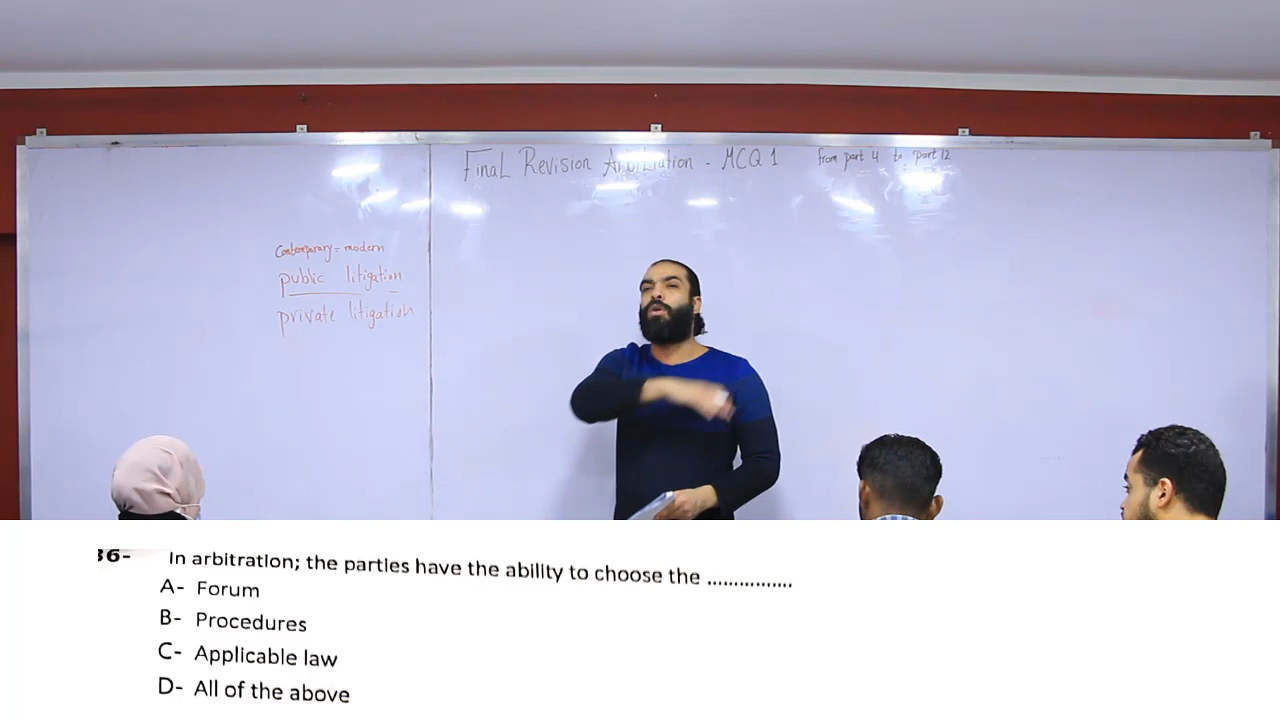 Final Revision Arbitration - MCQ 1 from part 4 to part 12
Contemporary = modern
public litigation
private litigation
36- In arbitration; the parties have the ability to choose the ................
A- Forum
B- Procedures
C- Applicable law
D- All of the above